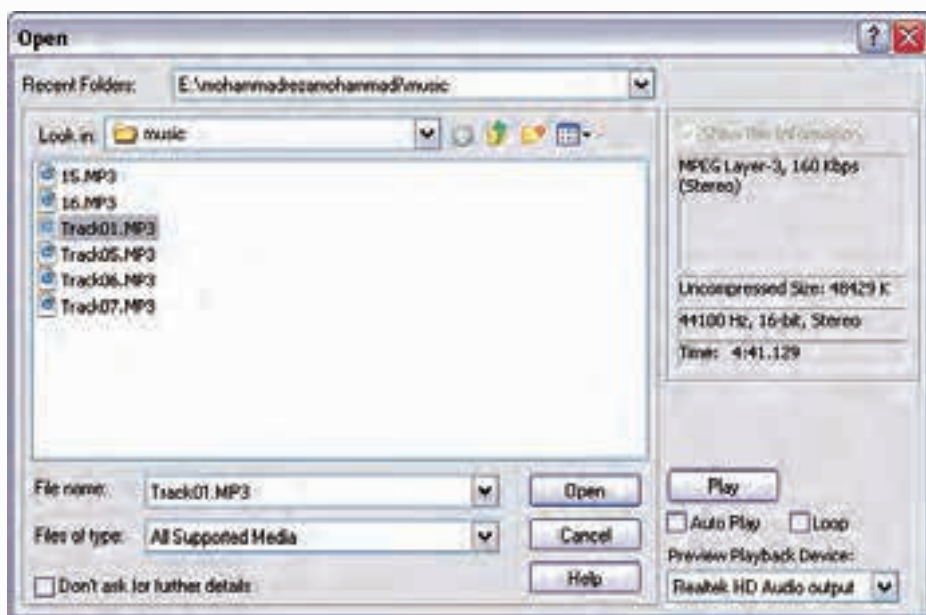 Open
Recent Folders: E:\mohammadrezamohammadi\music
Look in: music
15.MP3
16.MP3
Track01.MP3
Track05.MP3
Track06.MP3
Track07.MP3
File name: Track01.MP3
Open
Files of type: All Supported Media
Cancel
Don't ask for further details
Help
Show File Information
MPEG Layer-3, 160 Kbps
(Stereo)
Uncompressed Size: 48429 K
44100 Hz, 16-bit, Stereo
Time: 4:41.129
Play
Auto Play Loop
Preview Playback Device:
Realtek HD Audio output